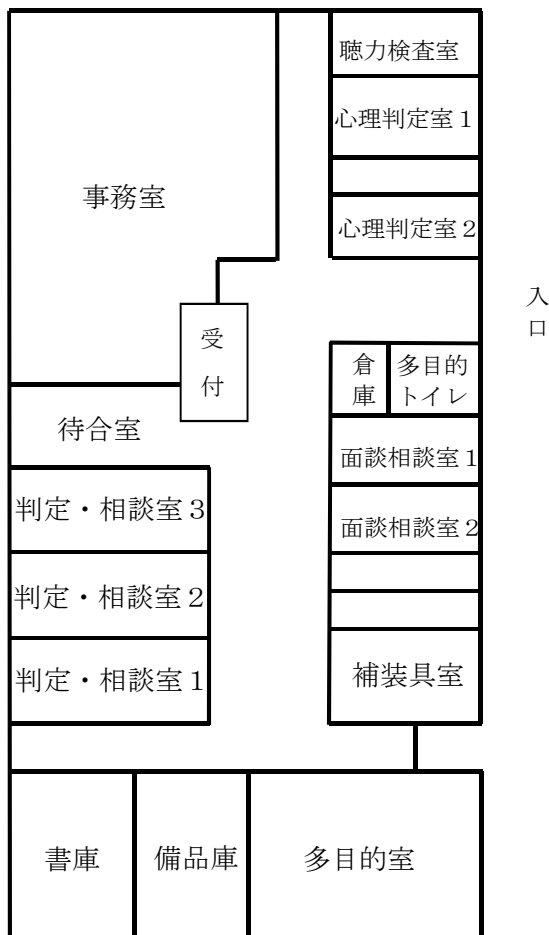 聴力検査室
心理判定室１
事務室
心理判定室２
入
口
受
付
倉
庫
多目的
トイレ
待合室
面談相談室１
判定・相談室３
面談相談室２
判定・相談室２
判定・相談室１
補装具室
書庫
備品庫
多目的室